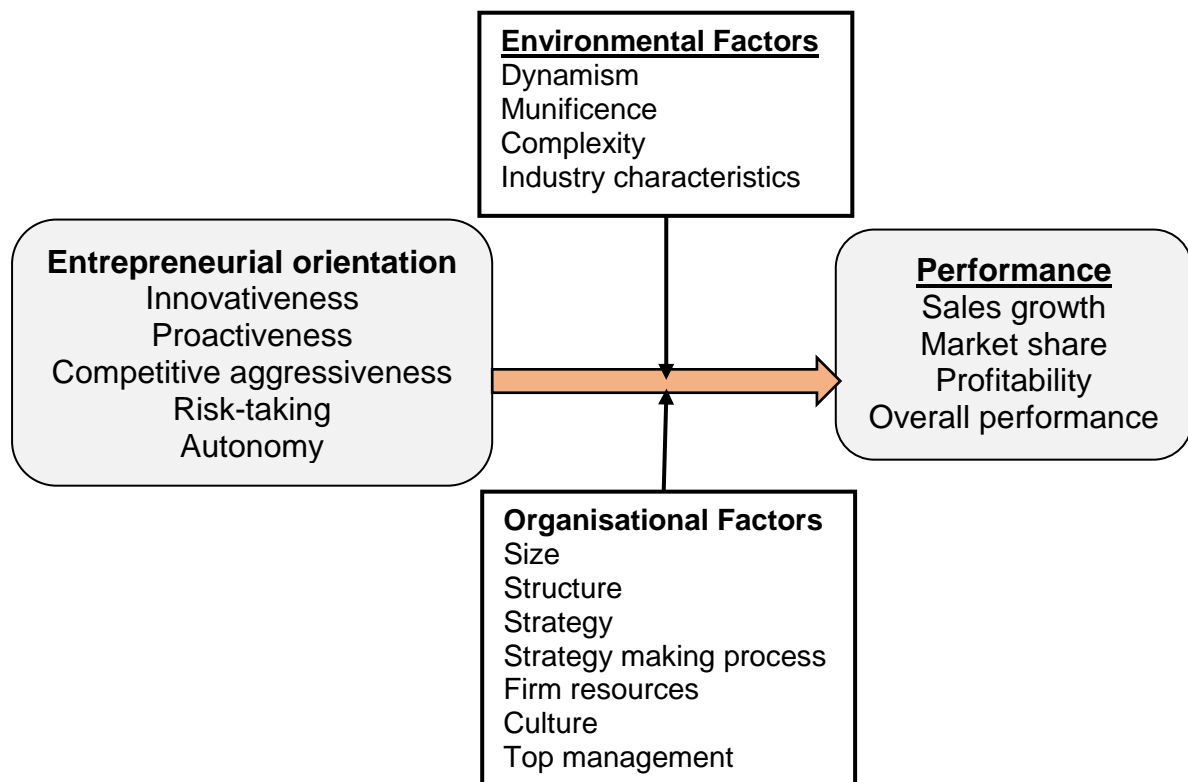 Environmental Factors
Dynamism
Munificence
Complexity
Industry characteristics
Entrepreneurial orientation
Innovativeness
Proactiveness
Competitive aggressiveness
Risk-taking
Autonomy
Performance
Sales growth
Market share
Profitability
Overall performance
Organisational Factors
Size
Structure
Strategy
Strategy making process
Firm resources
Culture
Top management